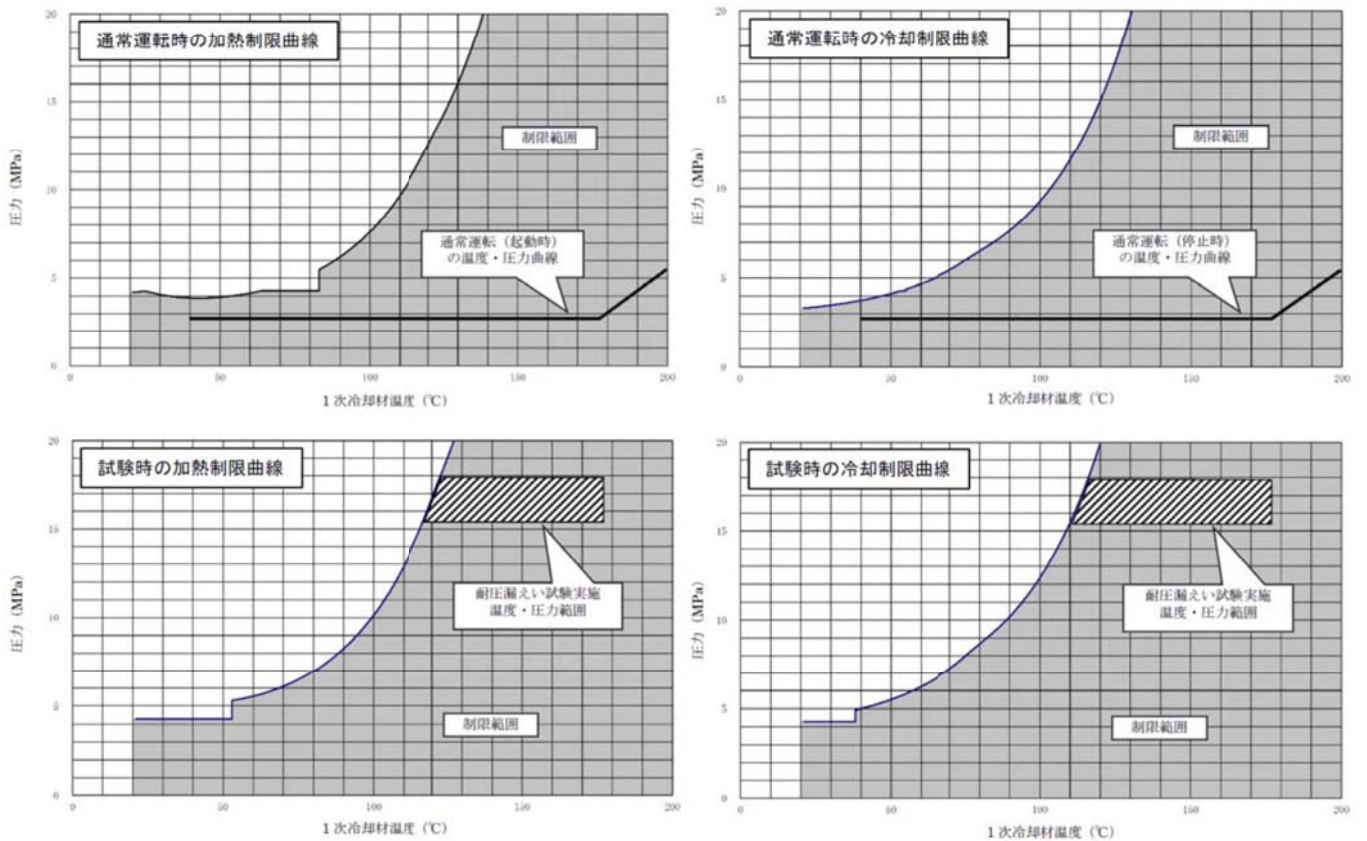 通常運転時の加熱制限曲線
20
15
10
5
0
圧力 (MPa)
制限範囲
通常運転（起動時）
の温度・圧力曲線
0 50 100 150 200
1次冷却材温度 (℃)
通常運転時の冷却制限曲線
20
15
10
5
0
圧力 (MPa)
制限範囲
通常運転（停止時）
の温度・圧力曲線
0 50 100 150 200
1次冷却材温度 (℃)
試験時の加熱制限曲線
20
15
10
5
0
圧力 (MPa)
耐圧漏えい試験実施
温度・圧力範囲
制限範囲
0 50 100 150 200
1次冷却材温度 (℃)
試験時の冷却制限曲線
20
15
10
5
0
圧力 (MPa)
耐圧漏えい試験実施
温度・圧力範囲
制限範囲
0 50 100 150 200
1次冷却材温度 (℃)